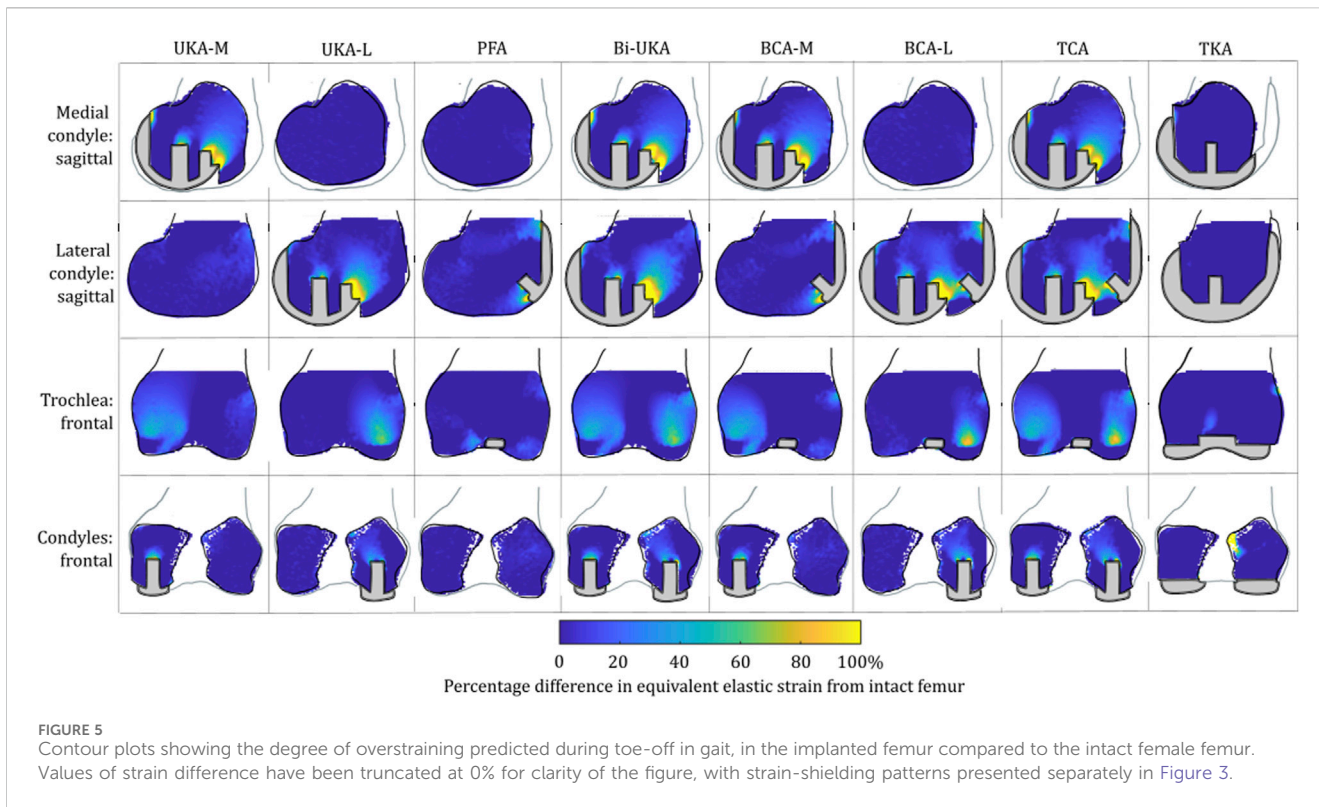 UKA-M UKA-L PFA Bi-UKA BCA-M BCA-L TCA TKA
Medial
condyle:
sagittal
Lateral
condyle:
sagittal
Trochlea:
frontal
Condyles:
frontal
0 20 40 60 80 100%
Percentage difference in equivalent elastic strain from intact femur
FIGURE 5
Contour plots showing the degree of overstraining predicted during toe-off in gait, in the implanted femur compared to the intact female femur.
Values of strain difference have been truncated at 0% for clarity of the figure, with strain-shielding patterns presented separately in Figure 3.